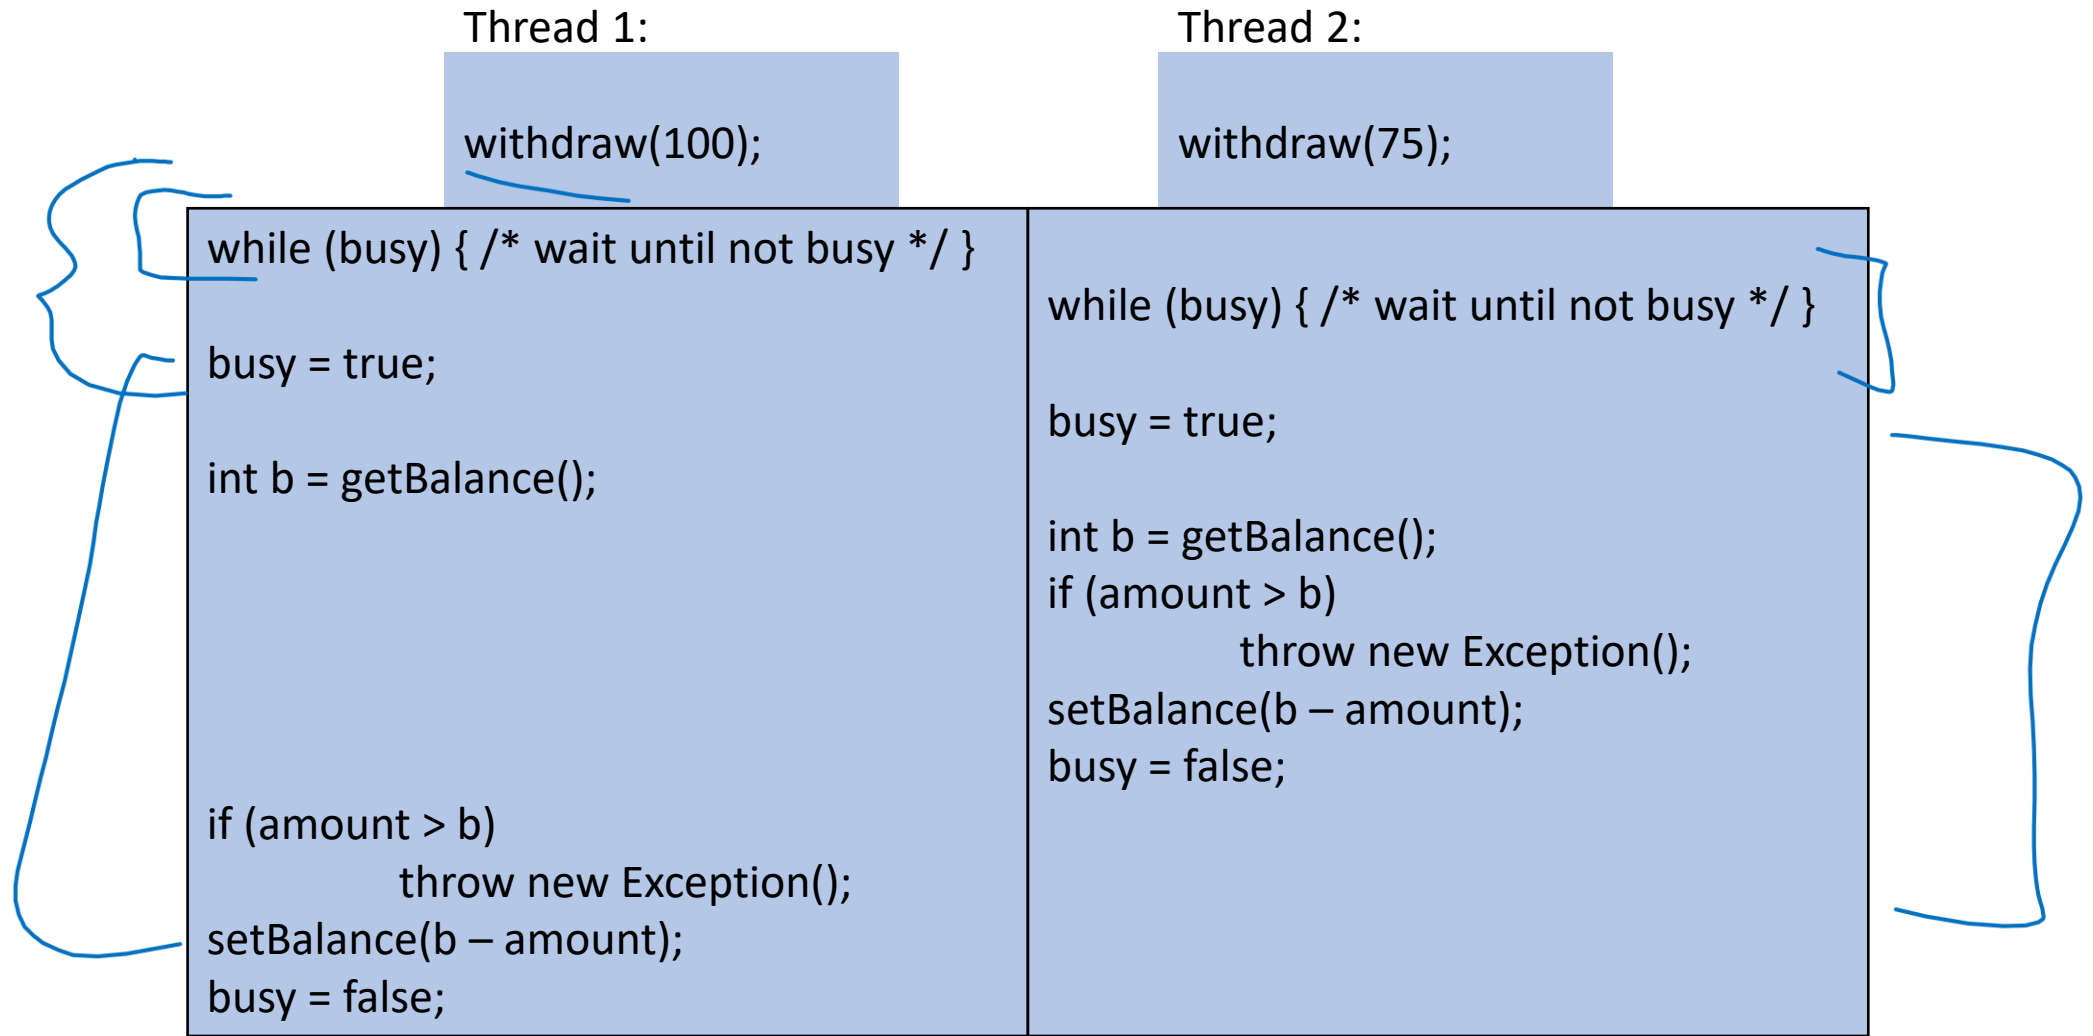 Thread 1:
withdraw(100);
while (busy) { /* wait until not busy */ }
busy = true;
int b = getBalance();
if (amount > b)
throw new Exception();
setBalance(b – amount);
busy = false;
Thread 2:
withdraw(75);
while (busy) { /* wait until not busy */ }
busy = true;
int b = getBalance();
if (amount > b)
throw new Exception();
setBalance(b – amount);
busy = false;